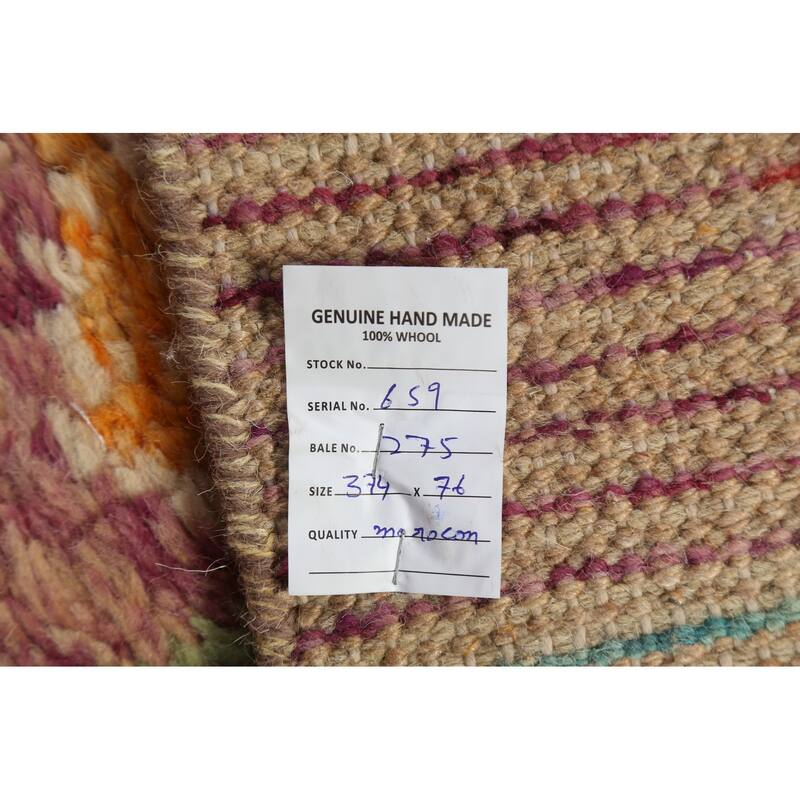 GENUINE HAND MADE
100% WHOOL
STOCK No.
SERIAL No. 659
BALE No. 275
SIZE 374 X 76
QUALITY morocon